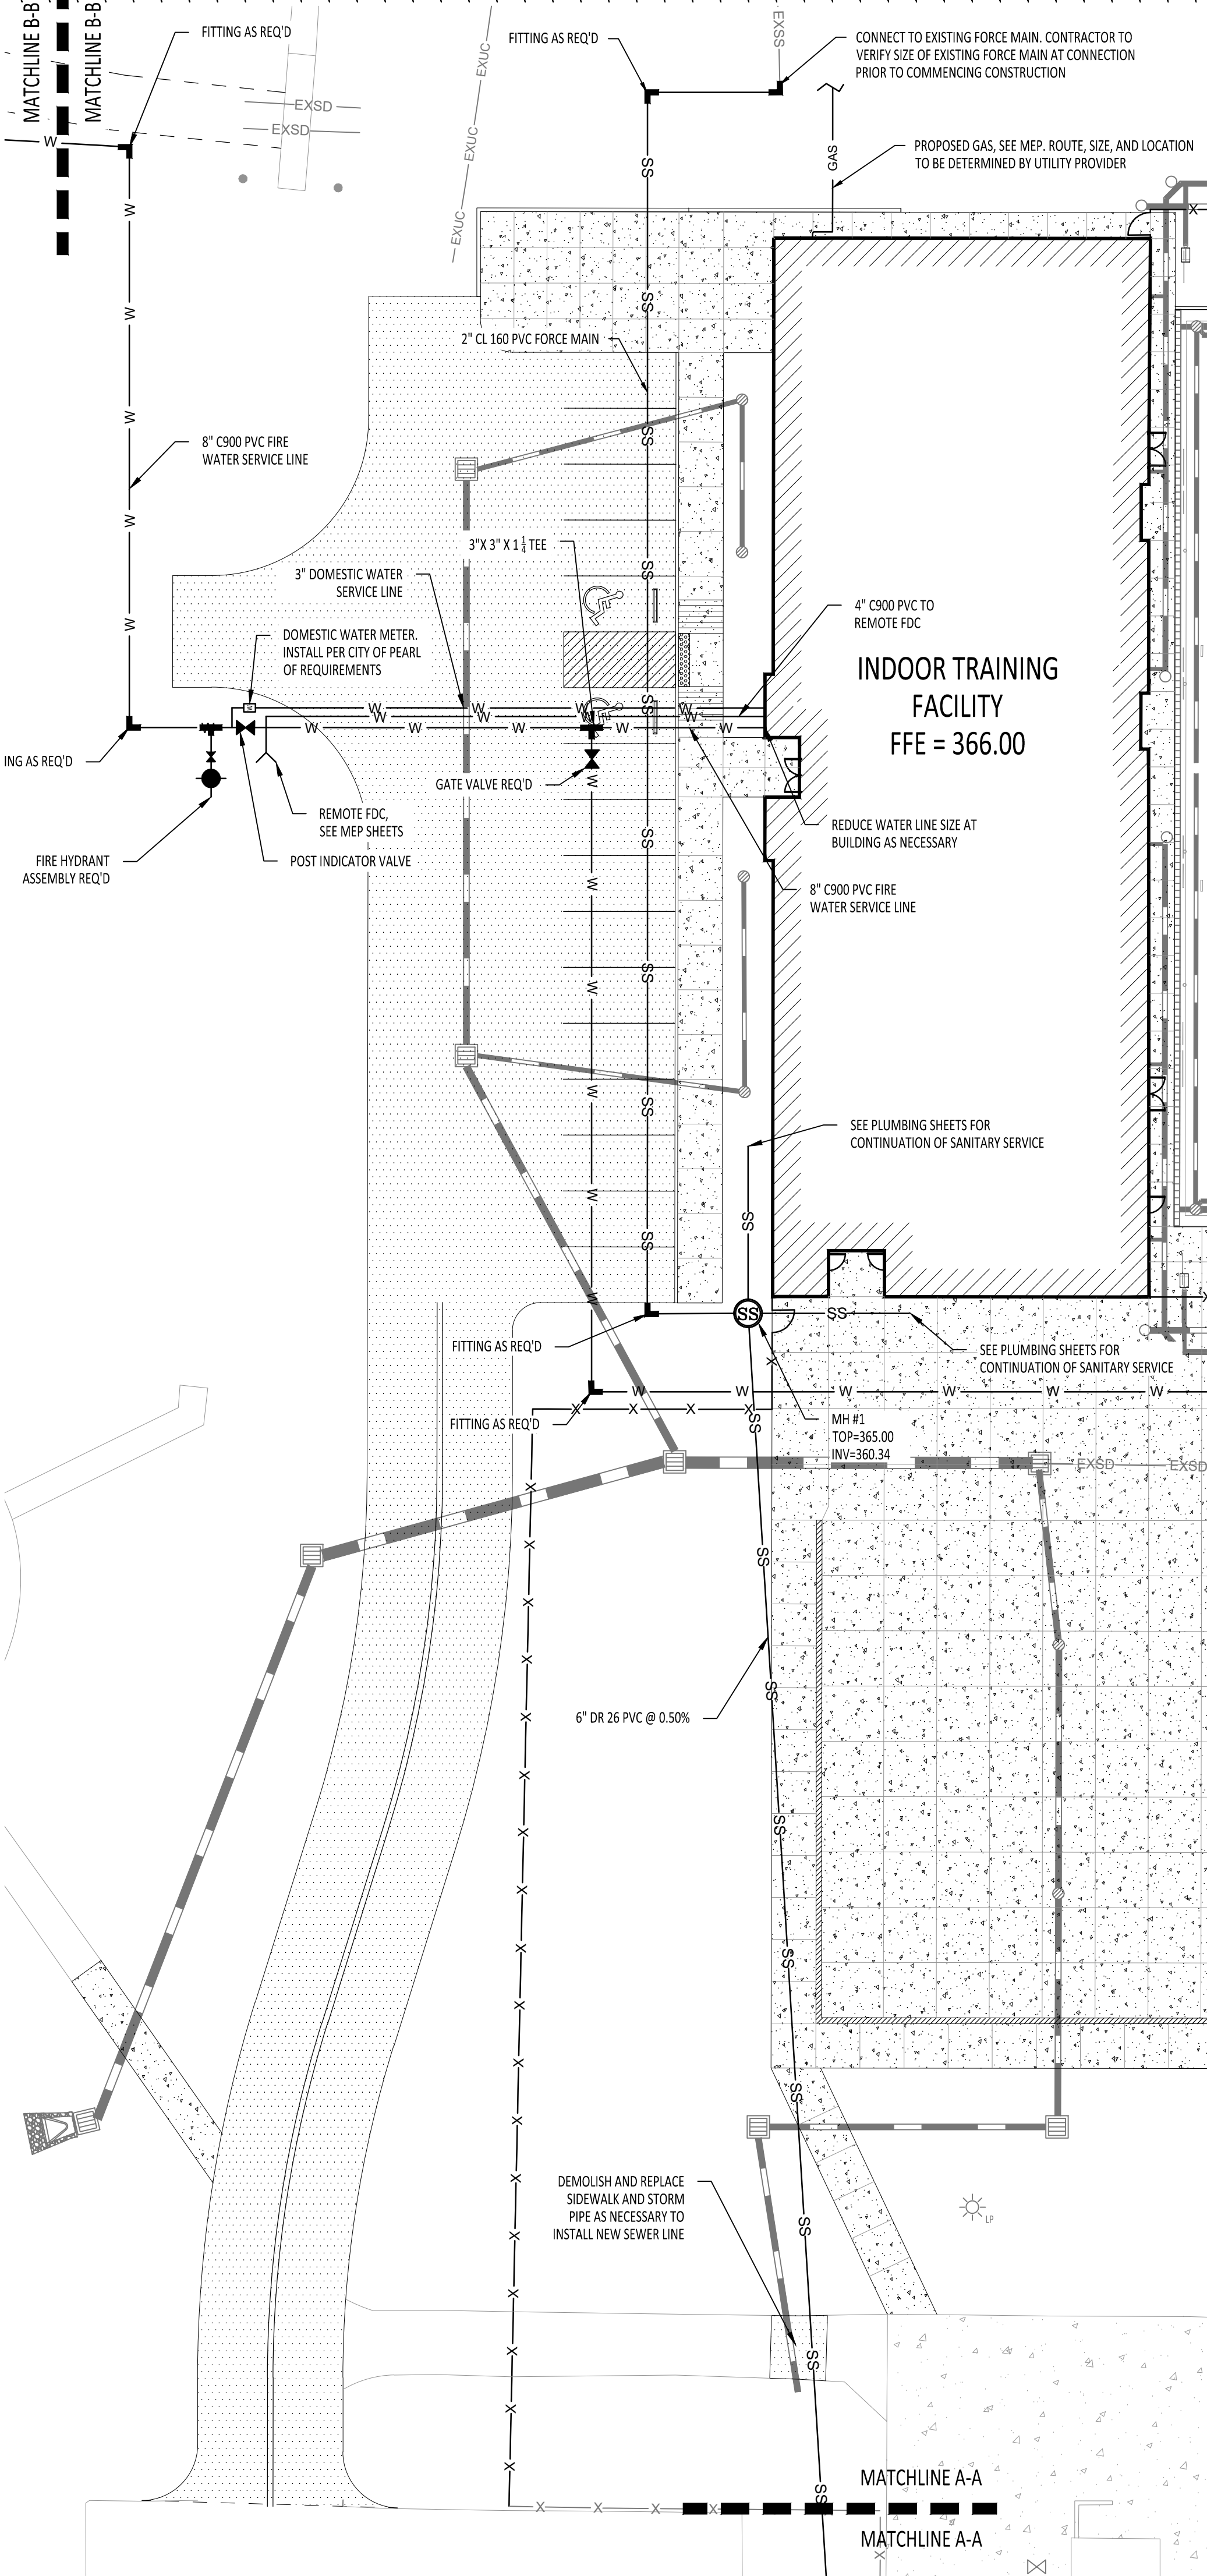 MATCHLINE B-B
MATCHLINE B-B
FITTING AS REQ'D
EXSD
EXSD
EXUC
EXUC
EXUC
FITTING AS REQ'D
EXSS
CONNECT TO EXISTING FORCE MAIN. CONTRACTOR TO
VERIFY SIZE OF EXISTING FORCE MAIN AT CONNECTION
PRIOR TO COMMENCING CONSTRUCTION
GAS
PROPOSED GAS, SEE MEP. ROUTE, SIZE, AND LOCATION
TO BE DETERMINED BY UTILITY PROVIDER
2" CL 160 PVC FORCE MAIN
8" C900 PVC FIRE
WATER SERVICE LINE
3"X 3" X 1 1/4 TEE
3" DOMESTIC WATER
SERVICE LINE
DOMESTIC WATER METER.
INSTALL PER CITY OF PEARL
OF REQUIREMENTS
4" C900 PVC TO
REMOTE FDC
INDOOR TRAINING
FACILITY
FFE = 366.00
ING AS REQ'D
GATE VALVE REQ'D
REMOTE FDC,
SEE MEP SHEETS
POST INDICATOR VALVE
FIRE HYDRANT
ASSEMBLY REQ'D
REDUCE WATER LINE SIZE AT
BUILDING AS NECESSARY
8" C900 PVC FIRE
WATER SERVICE LINE
SEE PLUMBING SHEETS FOR
CONTINUATION OF SANITARY SERVICE
SS
FITTING AS REQ'D
SEE PLUMBING SHEETS FOR
CONTINUATION OF SANITARY SERVICE
FITTING AS REQ'D
MH #1
TOP=365.00
INV=360.34
EXSD
EXSD
6" DR 26 PVC @ 0.50%
DEMOLISH AND REPLACE
SIDEWALK AND STORM
PIPE AS NECESSARY TO
INSTALL NEW SEWER LINE
LP
MATCHLINE A-A
MATCHLINE A-A